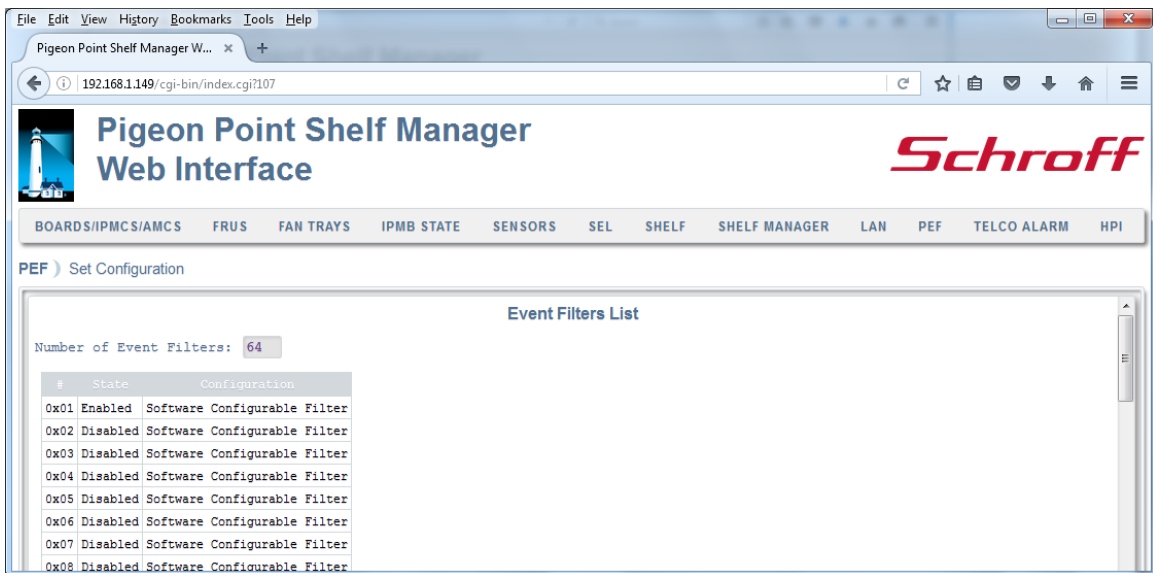 File Edit View History Bookmarks Tools Help
Pigeon Point Shelf Manager W... × +
192.168.1.149/cgi-bin/index.cgi?107
Pigeon Point Shelf Manager
Web Interface
Schroff
BOARDS/IPMCS/AMCS FRUS FAN TRAYS IPMB STATE SENSORS SEL SHELF SHELF MANAGER LAN PEF TELCO ALARM HPI
PEF ) Set Configuration
Event Filters List
Number of Event Filters: 64
# State Configuration
0x01 Enabled Software Configurable Filter
0x02 Disabled Software Configurable Filter
0x03 Disabled Software Configurable Filter
0x04 Disabled Software Configurable Filter
0x05 Disabled Software Configurable Filter
0x06 Disabled Software Configurable Filter
0x07 Disabled Software Configurable Filter
0x08 Disabled Software Configurable Filter